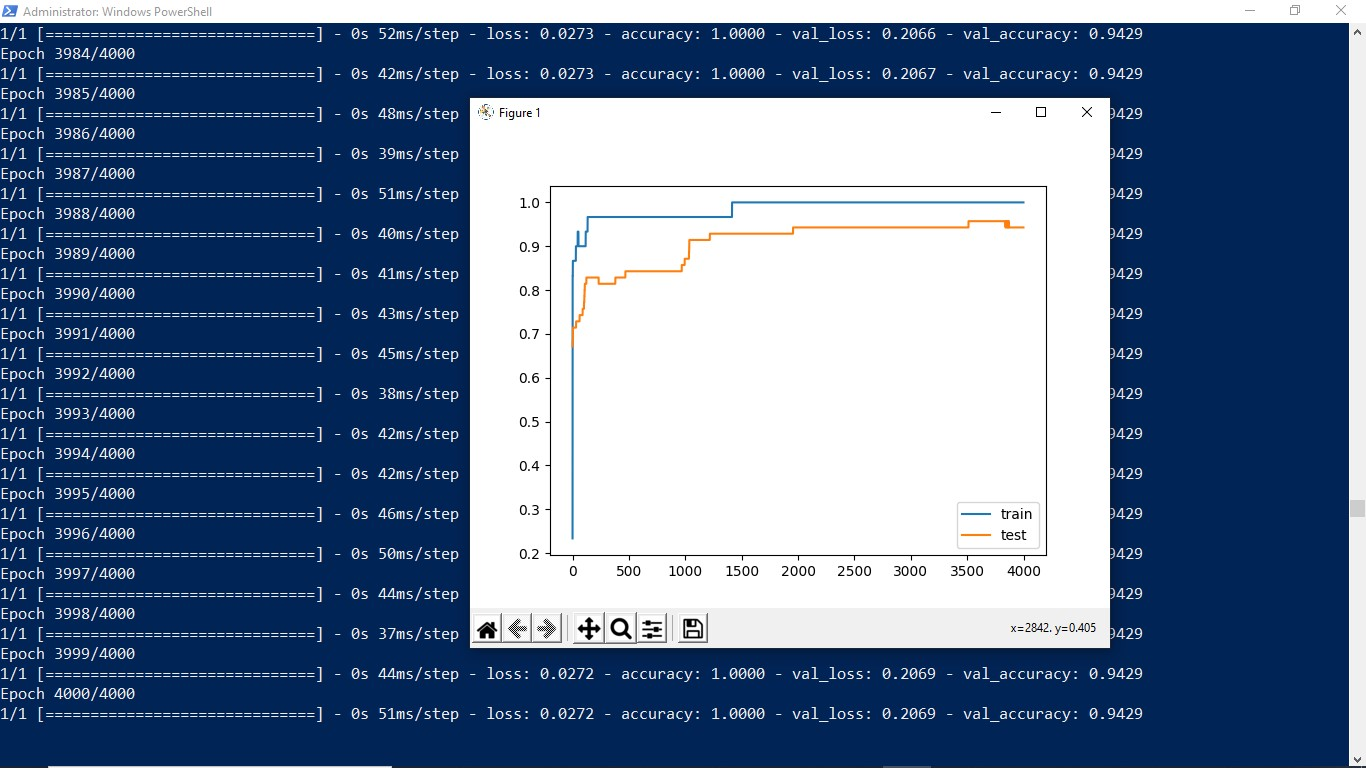 Administrator: Windows PowerShell
1/1 [==============================] - 0s 52ms/step - loss: 0.0273 - accuracy: 1.0000 - val_loss: 0.2066 - val_accuracy: 0.9429
Epoch 3984/4000
1/1 [==============================] - 0s 42ms/step - loss: 0.0273 - accuracy: 1.0000 - val_loss: 0.2067 - val_accuracy: 0.9429
Epoch 3985/4000
1/1 [==============================] - 0s 48ms/step 9429
Epoch 3986/4000
1/1 [==============================] - 0s 39ms/step 9429
Epoch 3987/4000
1/1 [==============================] - 0s 51ms/step 9429
Epoch 3988/4000
1/1 [==============================] - 0s 40ms/step 9429
Epoch 3989/4000
1/1 [==============================] - 0s 41ms/step 9429
Epoch 3990/4000
1/1 [==============================] - 0s 43ms/step 9429
Epoch 3991/4000
1/1 [==============================] - 0s 45ms/step 9429
Epoch 3992/4000
1/1 [==============================] - 0s 38ms/step 9429
Epoch 3993/4000
1/1 [==============================] - 0s 42ms/step 9429
Epoch 3994/4000
1/1 [==============================] - 0s 42ms/step 9429
Epoch 3995/4000
1/1 [==============================] - 0s 46ms/step 9429
Epoch 3996/4000
1/1 [==============================] - 0s 50ms/step 9429
Epoch 3997/4000
1/1 [==============================] - 0s 44ms/step 9429
Epoch 3998/4000
1/1 [==============================] - 0s 37ms/step 9429
Epoch 3999/4000
1/1 [==============================] - 0s 44ms/step - loss: 0.0272 - accuracy: 1.0000 - val_loss: 0.2069 - val_accuracy: 0.9429
Epoch 4000/4000
1/1 [==============================] - 0s 51ms/step - loss: 0.0272 - accuracy: 1.0000 - val_loss: 0.2069 - val_accuracy: 0.9429
Figure 1
1.0
0.9
0.8
0.7
0.6
0.5
0.4
0.3
0.2
0 500 1000 1500 2000 2500 3000 3500 4000
train
test
x=2842. y=0.405